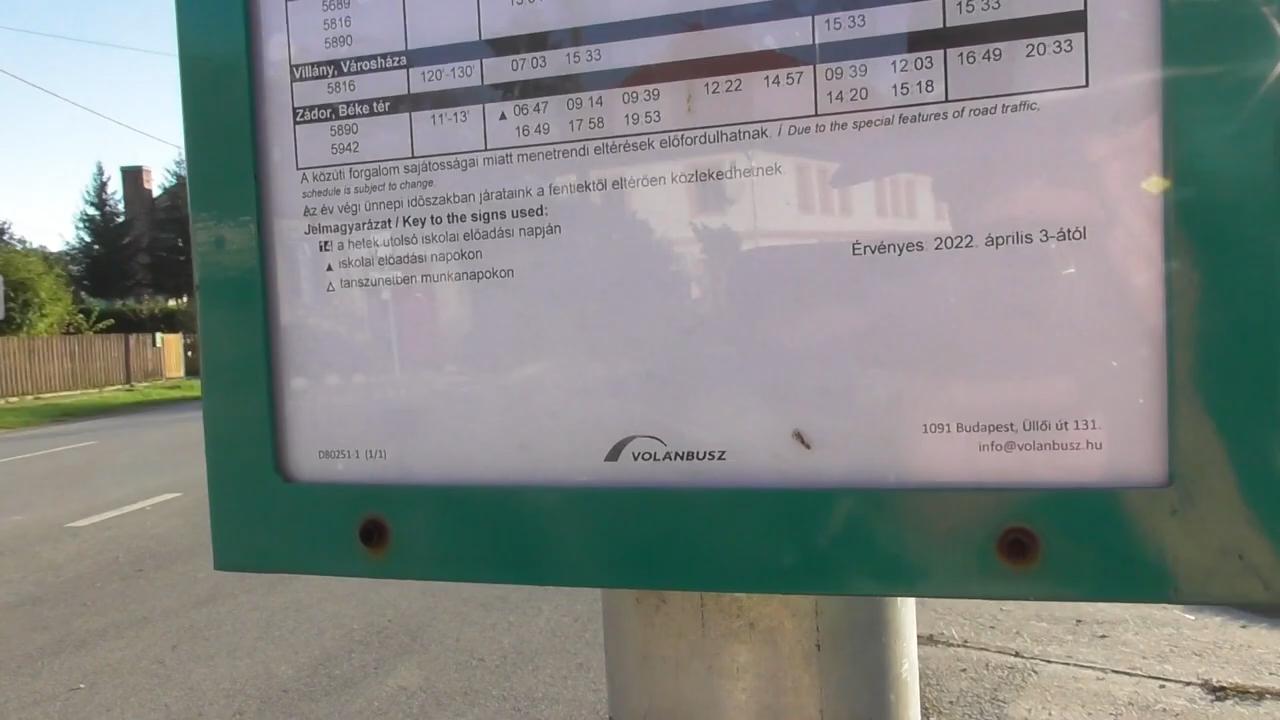 5689
5816
5890
15 33 15 33
Villány, Városháza
5816 120'-130' 07 03 15 33
Zádor, Béke tér
5890 11'-13' ▲ 06 47 09 14 09 39 12:22 14 57 09 39 12 03 16:49 20 33
5942 16 49 17 58 19 53 14 20 15:18
A közúti forgalom sajátosságai miatt menetrendi eltérések előfordulhatnak. / Due to the special features of road traffic,
schedule is subject to change.
Az év végi ünnepi időszakban járataink a fentiektől eltérően közlekedhetnek.
Jelmagyarázat / Key to the signs used:
a hetek utolsó iskolai előadási napján
▲ iskolai előadási napokon
△ tanszünetben munkanapokon
Érvényes: 2022. április 3-ától
D80251-1 (1/1)
VOLÁNBUSZ
1091 Budapest, Üllői út 131.
info@volanbusz.hu